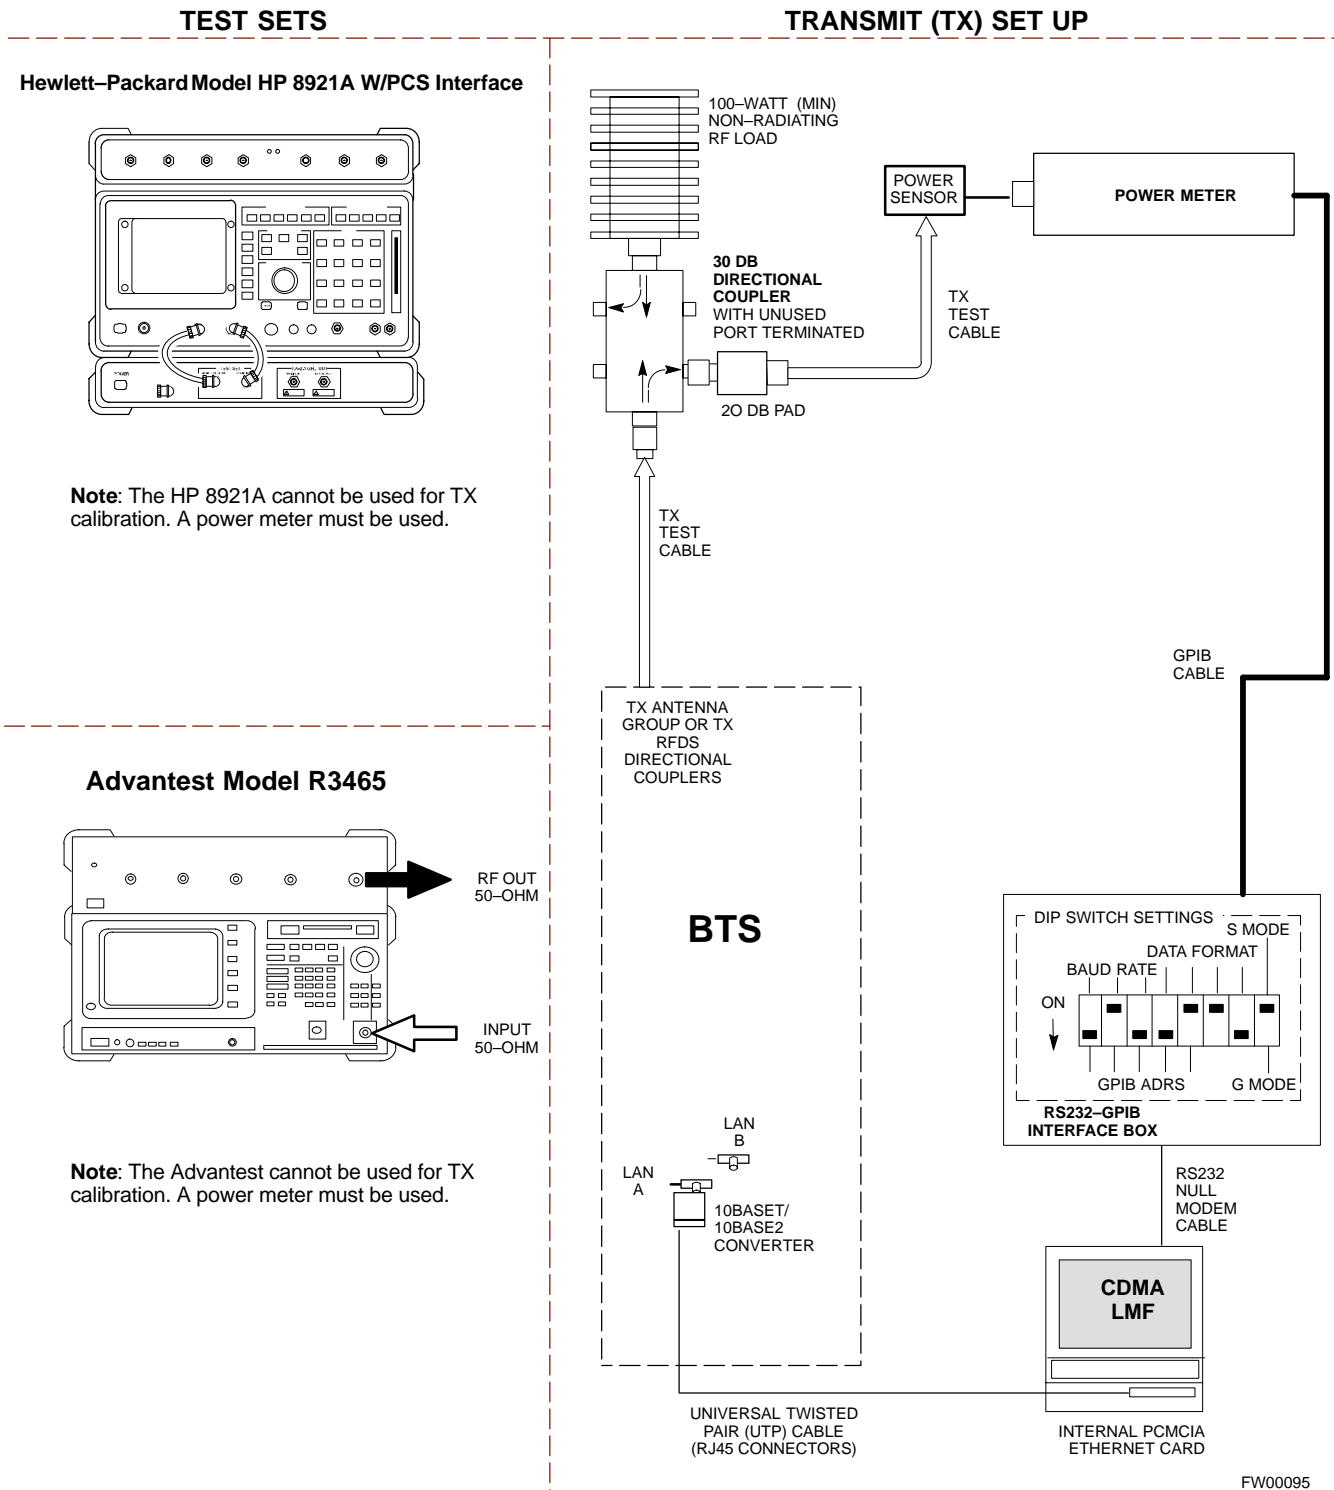 TEST SETS
TRANSMIT (TX) SET UP
Hewlett–Packard Model HP 8921A W/PCS Interface
POWER
Note: The HP 8921A cannot be used for TX
calibration. A power meter must be used.
Advantest Model R3465
RF OUT
50–OHM
INPUT
50–OHM
Note: The Advantest cannot be used for TX
calibration. A power meter must be used.
100–WATT (MIN)
NON–RADIATING
RF LOAD
POWER
SENSOR
POWER METER
30 DB
DIRECTIONAL
COUPLER
WITH UNUSED
PORT TERMINATED
TX
TEST
CABLE
2O DB PAD
TX
TEST
CABLE
GPIB
CABLE
TX ANTENNA
GROUP OR TX
RFDS
DIRECTIONAL
COUPLERS
BTS
DIP SWITCH SETTINGS
S MODE
DATA FORMAT
BAUD RATE
ON
GPIB ADRS
G MODE
RS232–GPIB
INTERFACE BOX
LAN
B
LAN
A
10BASET/
10BASE2
CONVERTER
RS232
NULL
MODEM
CABLE
CDMA
LMF
UNIVERSAL TWISTED
PAIR (UTP) CABLE
(RJ45 CONNECTORS)
INTERNAL PCMCIA
ETHERNET CARD
FW00095